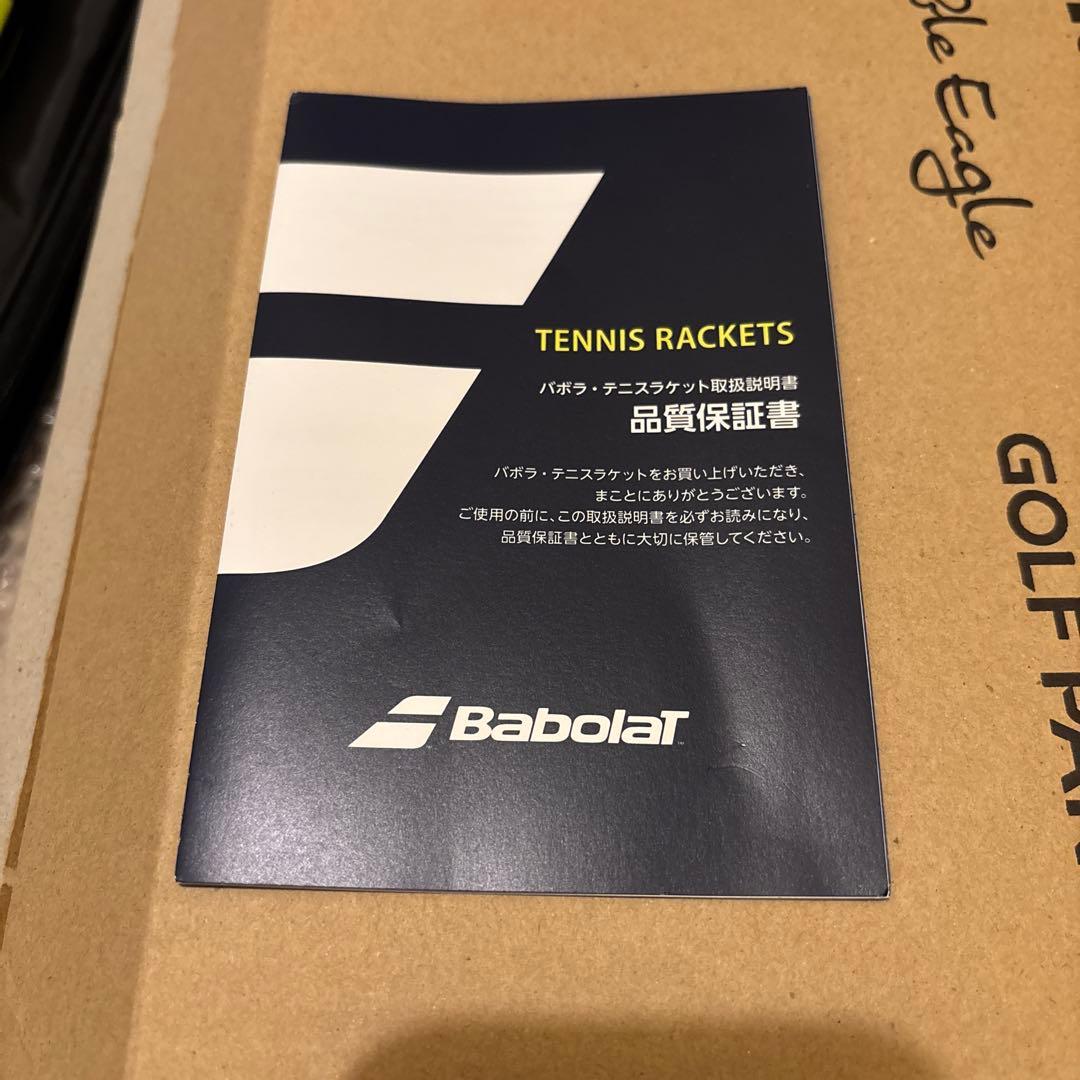 TENNIS RACKETS
バボラ・テニスラケット取扱説明書
品質保証書
バボラ・テニスラケットをお買い上げいただき、
まことにありがとうございます。
ご使用の前に、この取扱説明書を必ずお読みになり、
品質保証書とともに大切に保管してください。
BabolaT
Eagle
GOLF